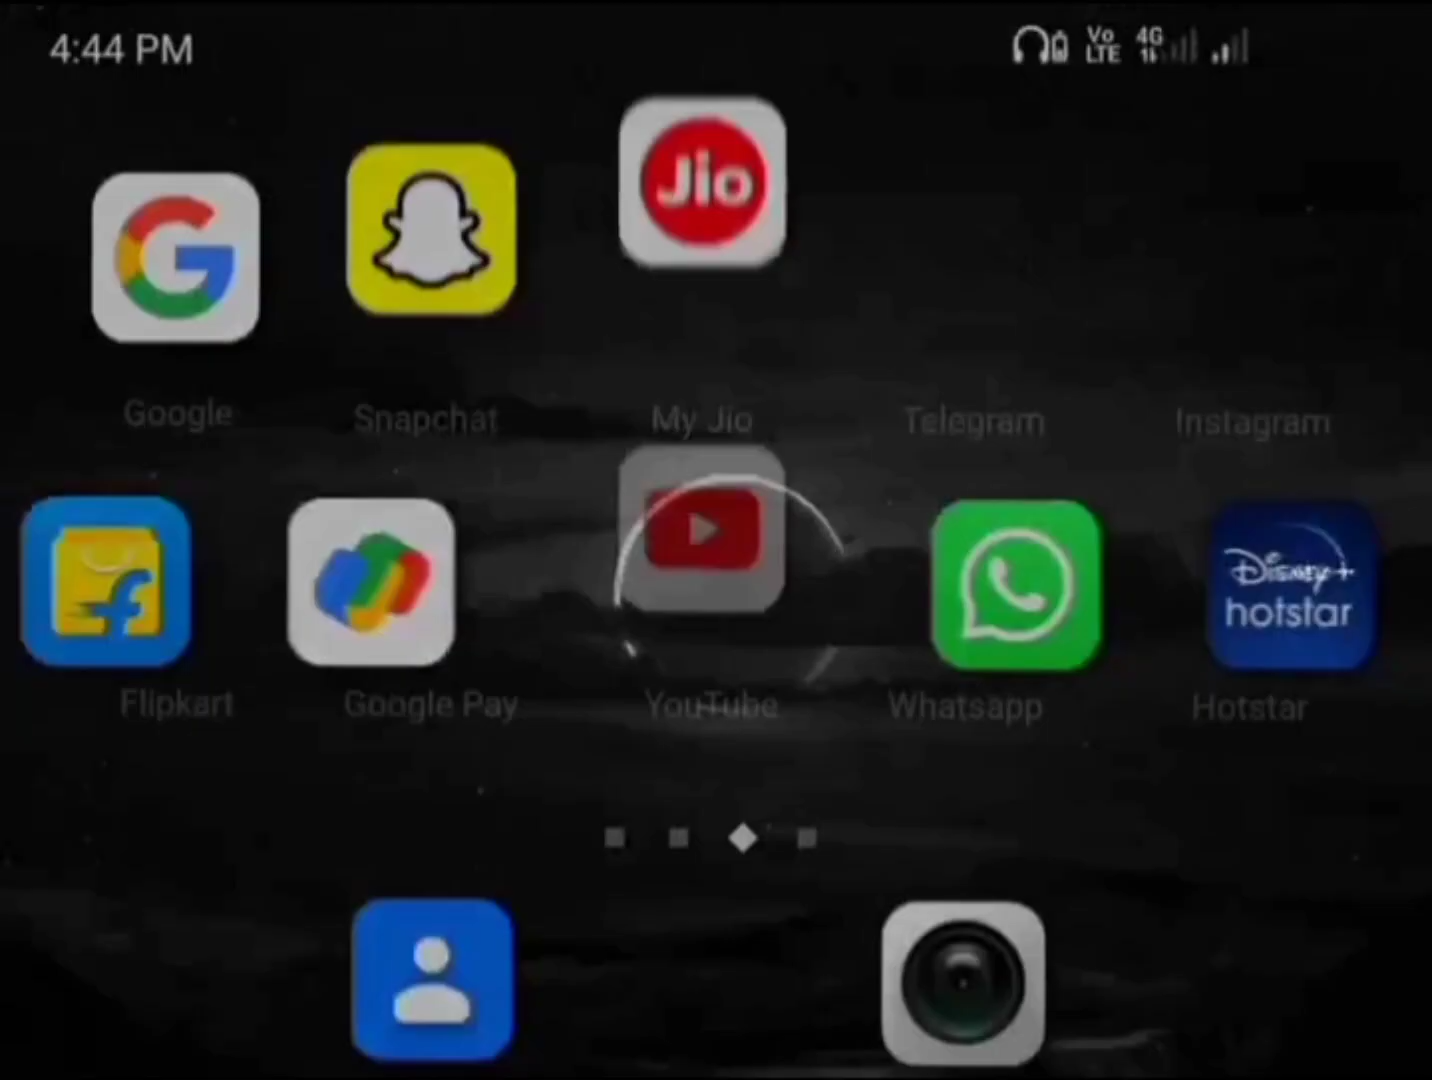 4:44 PM
Vo LTE 4G
Jio
Google Snapchat My Jio Telegram Instagram
Disney+
hotstar
Flipkart Google Pay YouTube Whatsapp Hotstar